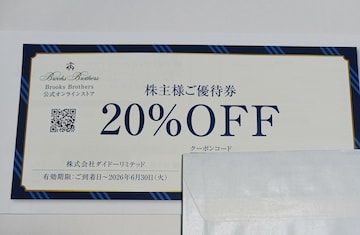 Brooks Brothers
Brooks Brothers
公式オンラインストア
株主様ご優待券
20%OFF
クーポンコード
株式会社ダイドーリミテッド
有効期限:ご到着日~2026年6月30日(火)